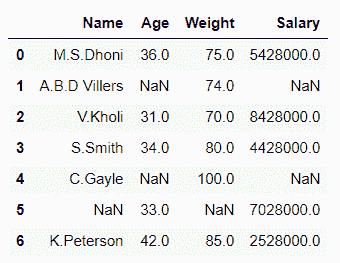 Name Age Weight Salary
0 M.S.Dhoni 36.0 75.0 5428000.0
1 A.B.D Villers NaN 74.0 NaN
2 V.Kholi 31.0 70.0 8428000.0
3 S.Smith 34.0 80.0 4428000.0
4 C.Gayle NaN 100.0 NaN
5 NaN 33.0 NaN 7028000.0
6 K.Peterson 42.0 85.0 2528000.0